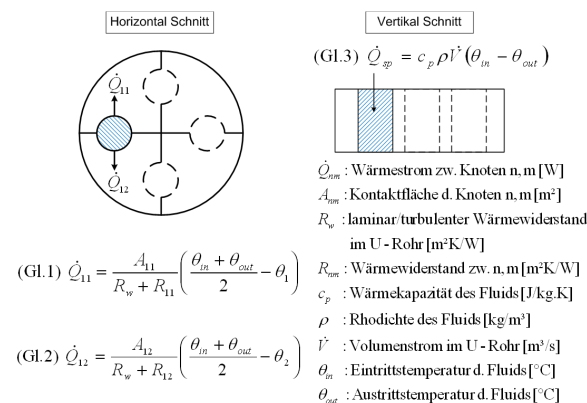 Horizontal Schnitt
Vertikal Schnitt
(Gl.3) Q̇_sp = c_p ρV̇(θ_in − θ_out)
Q̇_11
Q̇_12
Q̇_nm : Wärmestrom zw. Knoten n, m [W]
A_nm : Kontaktfläche d. Knoten n, m [m²]
R_w : laminar/turbulenter Wärmewiderstand
im U - Rohr [m²K/W]
(Gl.1) Q̇_11 = A_11 / (R_w + R_11) ((θ_in + θ_out) / 2 − θ_1)
R_nm : Wärmewiderstand zw. n, m [m²K/W]
c_p : Wärmekapazität des Fluids [J/kg.K]
ρ : Rhodichte des Fluids [kg/m³]
(Gl.2) Q̇_12 = A_12 / (R_w + R_12) ((θ_in + θ_out) / 2 − θ_2)
V̇ : Volumenstrom im U - Rohr [m³/s]
θ_in : Eintrittstemperatur d. Fluids [°C]
θ_out : Austrittstemperatur d. Fluids [°C]